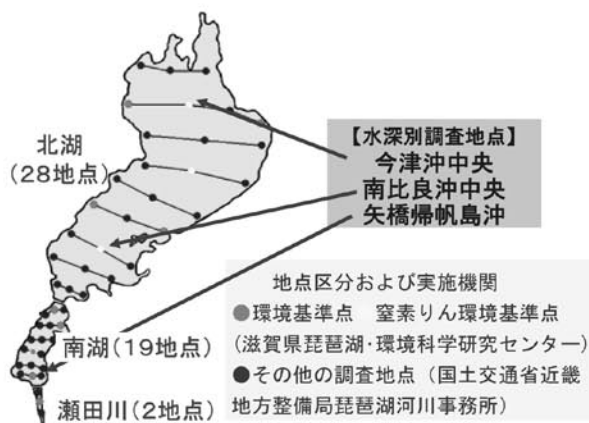 北湖
(28地点)
【水深別調査地点】
今津沖中央
南比良沖中央
矢橋帰帆島沖
南湖(19地点)
瀬田川(2地点)
地点区分および実施機関
●環境基準点 窒素りん環境基準点
(滋賀県琵琶湖・環境科学研究センター)
●その他の調査地点(国土交通省近畿
地方整備局琵琶湖河川事務所)